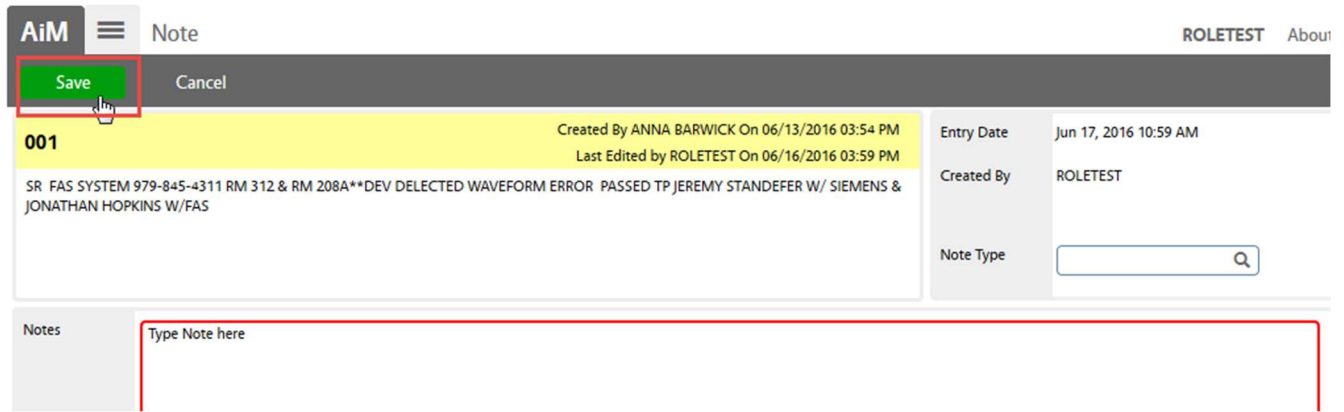 AiM Note ROLETEST About
Save Cancel
001
Created By ANNA BARWICK On 06/13/2016 03:54 PM
Last Edited by ROLETEST On 06/16/2016 03:59 PM
SR FAS SYSTEM 979-845-4311 RM 312 & RM 208A**DEV DELECTED WAVEFORM ERROR PASSED TP JEREMY STANDEFER W/ SIEMENS &
JONATHAN HOPKINS W/FAS
Entry Date Jun 17, 2016 10:59 AM
Created By ROLETEST
Note Type
Notes Type Note here